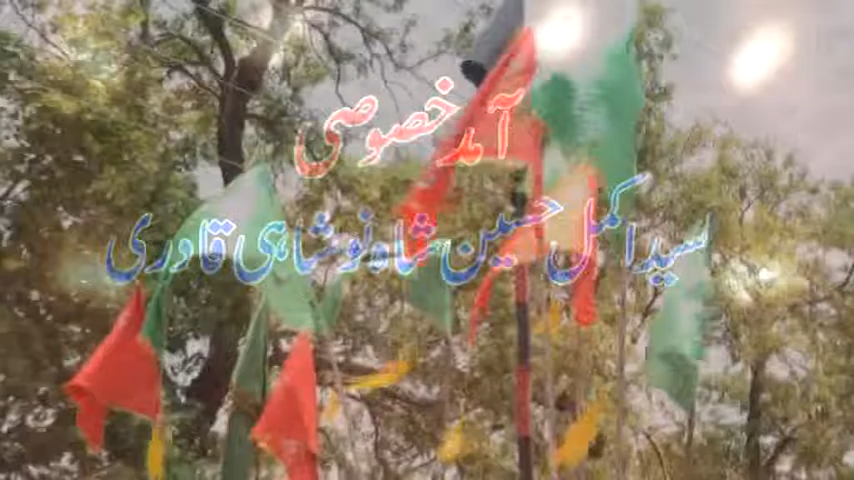 آمد خصوصی
سید اکمل حسین شاہ نوشاہی قادری